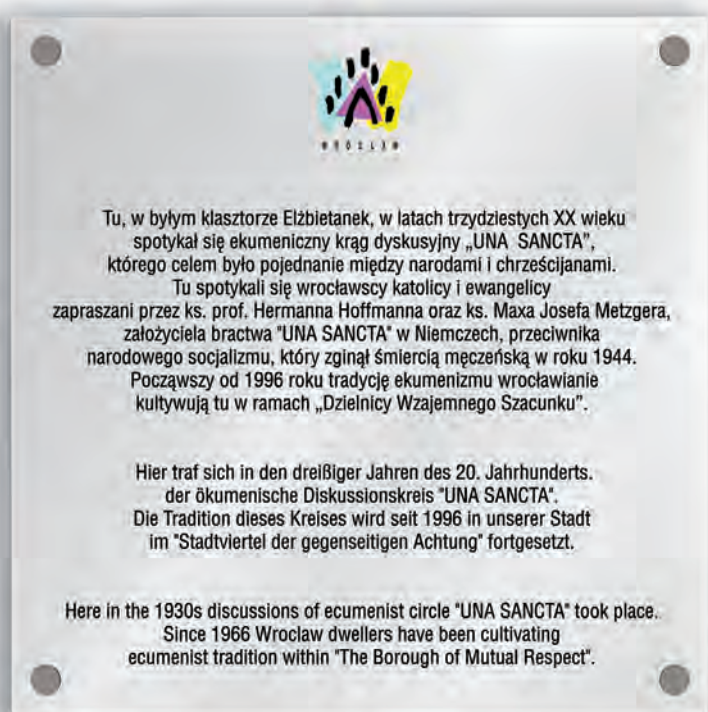 WROCŁAW
Tu, w byłym klasztorze Elżbietanek, w latach trzydziestych XX wieku
spotykał się ekumeniczny krąg dyskusyjny „UNA SANCTA”,
którego celem było pojednanie między narodami i chrześcijanami.
Tu spotykali się wrocławscy katolicy i ewangelicy
zapraszani przez ks. prof. Hermanna Hoffmanna oraz ks. Maxa Josefa Metzgera,
założyciela bractwa "UNA SANCTA" w Niemczech, przeciwnika
narodowego socjalizmu, który zginął śmiercią męczeńską w roku 1944.
Począwszy od 1996 roku tradycję ekumenizmu wrocławianie
kultywują tu w ramach „Dzielnicy Wzajemnego Szacunku”.
Hier traf sich in den dreißiger Jahren des 20. Jahrhunderts.
der ökumenische Diskussionskreis "UNA SANCTA".
Die Tradition dieses Kreises wird seit 1996 in unserer Stadt
im "Stadtviertel der gegenseitigen Achtung" fortgesetzt.
Here in the 1930s discussions of ecumenist circle "UNA SANCTA" took place.
Since 1966 Wroclaw dwellers have been cultivating
ecumenist tradition within "The Borough of Mutual Respect".